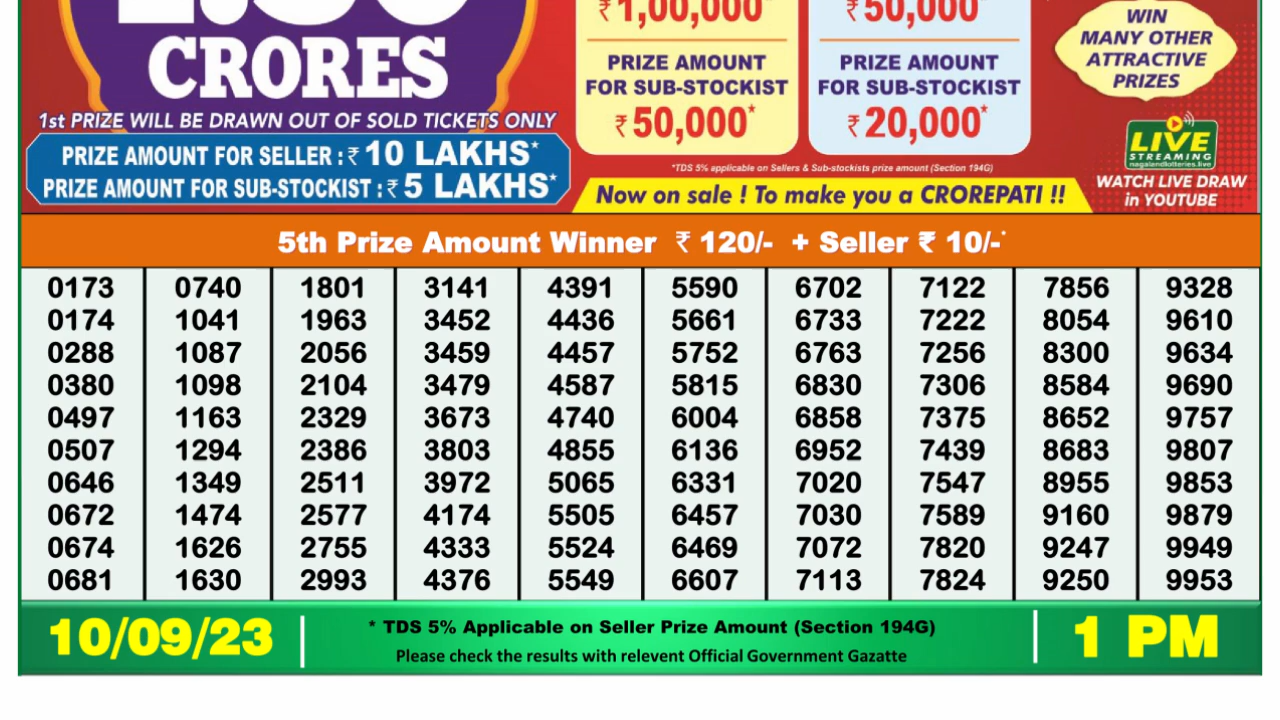 ₹1,00,000* ₹50,000*
CRORES
1st PRIZE WILL BE DRAWN OUT OF SOLD TICKETS ONLY
PRIZE AMOUNT FOR SELLER : ₹ 10 LAKHS*
PRIZE AMOUNT FOR SUB-STOCKIST : ₹ 5 LAKHS*
PRIZE AMOUNT
FOR SUB-STOCKIST
₹50,000*
PRIZE AMOUNT
FOR SUB-STOCKIST
₹20,000*
*TDS 5% applicable on Sellers & Sub-stockists prize amount (Section 194G)
Now on sale ! To make you a CROREPATI !!
WIN
MANY OTHER
ATTRACTIVE
PRIZES
LIVE
STREAMING
nagalandlotteries.live
WATCH LIVE DRAW
in YOUTUBE
5th Prize Amount Winner ₹ 120/- + Seller ₹ 10/-*
0173 0740 1801 3141 4391 5590 6702 7122 7856 9328
0174 1041 1963 3452 4436 5661 6733 7222 8054 9610
0288 1087 2056 3459 4457 5752 6763 7256 8300 9634
0380 1098 2104 3479 4587 5815 6830 7306 8584 9690
0497 1163 2329 3673 4740 6004 6858 7375 8652 9757
0507 1294 2386 3803 4855 6136 6952 7439 8683 9807
0646 1349 2511 3972 5065 6331 7020 7547 8955 9853
0672 1474 2577 4174 5505 6457 7030 7589 9160 9879
0674 1626 2755 4333 5524 6469 7072 7820 9247 9949
0681 1630 2993 4376 5549 6607 7113 7824 9250 9953
10/09/23
* TDS 5% Applicable on Seller Prize Amount (Section 194G)
Please check the results with relevent Official Government Gazatte
1 PM